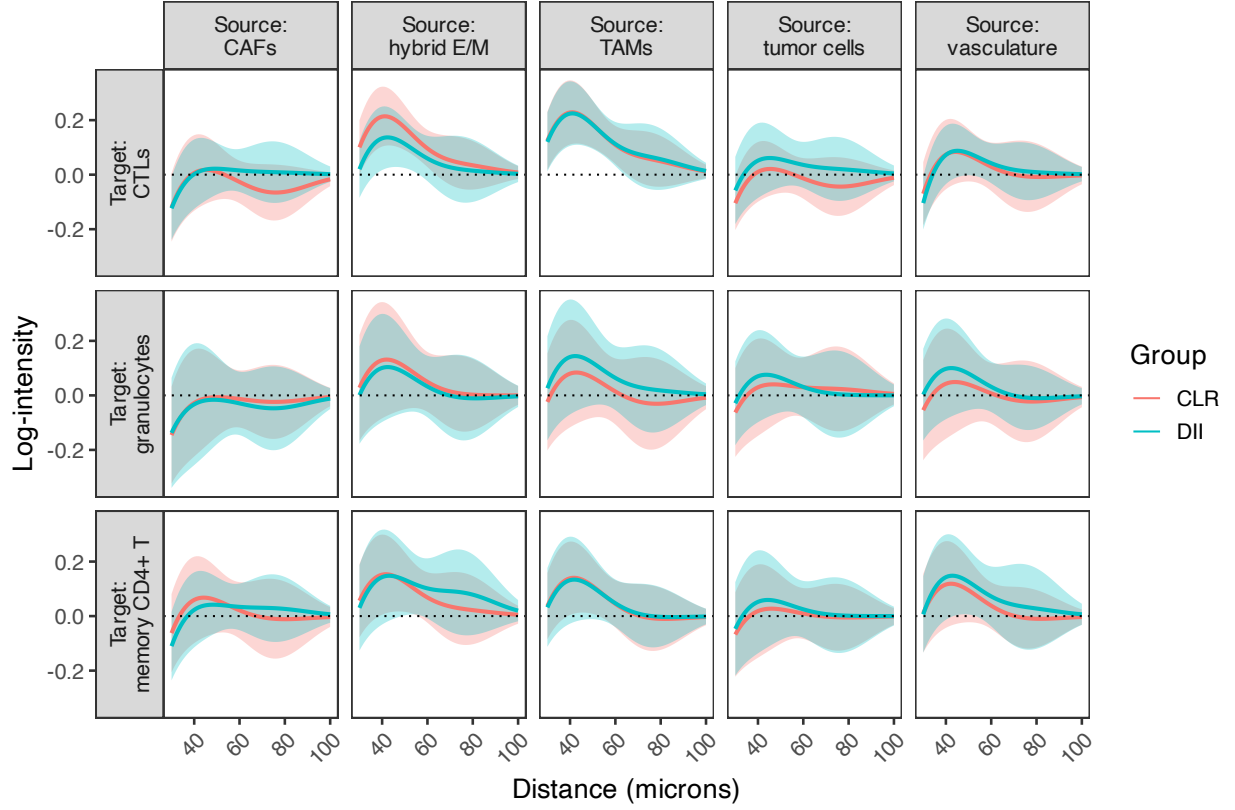 Source:
CAFs
Source:
hybrid E/M
Source:
TAMs
Source:
tumor cells
Source:
vasculature
Target:
CTLs
0.2
0.0
-0.2
Target:
granulocytes
0.2
0.0
-0.2
Target:
memory CD4+ T
0.2
0.0
-0.2
Log-intensity
40 60 80 100
40 60 80 100
40 60 80 100
40 60 80 100
40 60 80 100
Distance (microns)
Group
CLR
DII